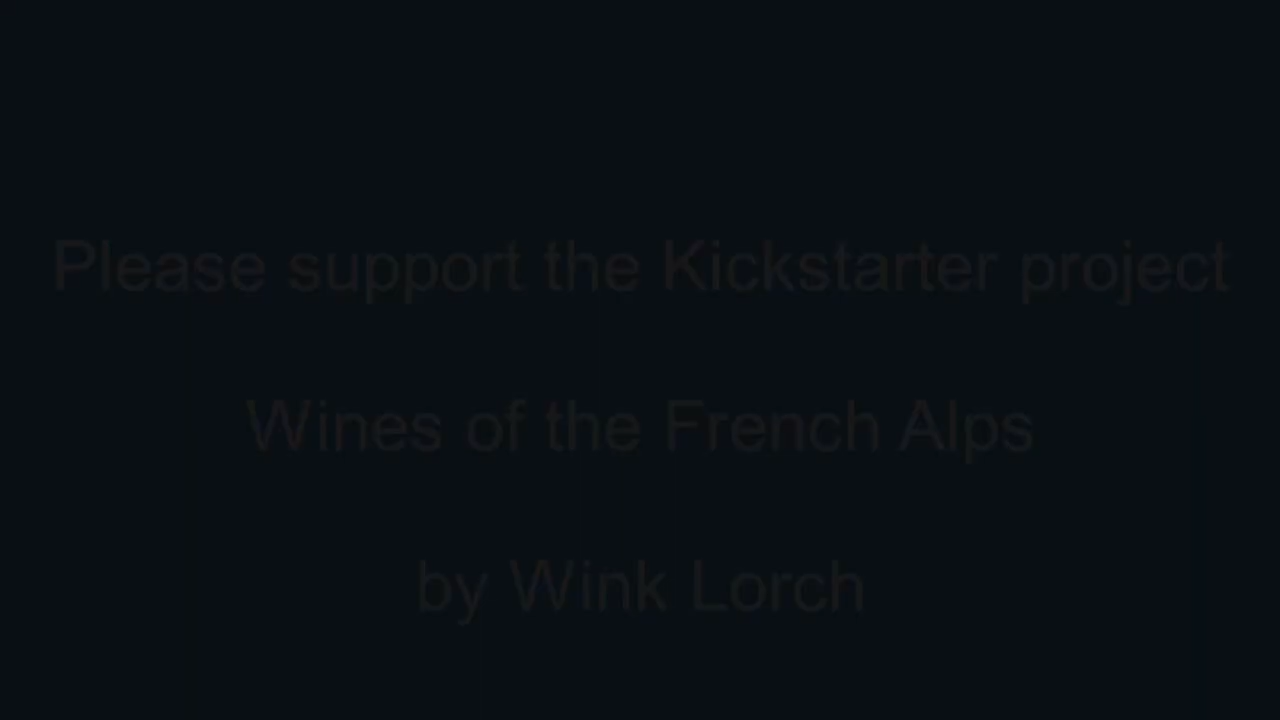 Please support the Kickstarter project
Wines of the French Alps
by Wink Lorch